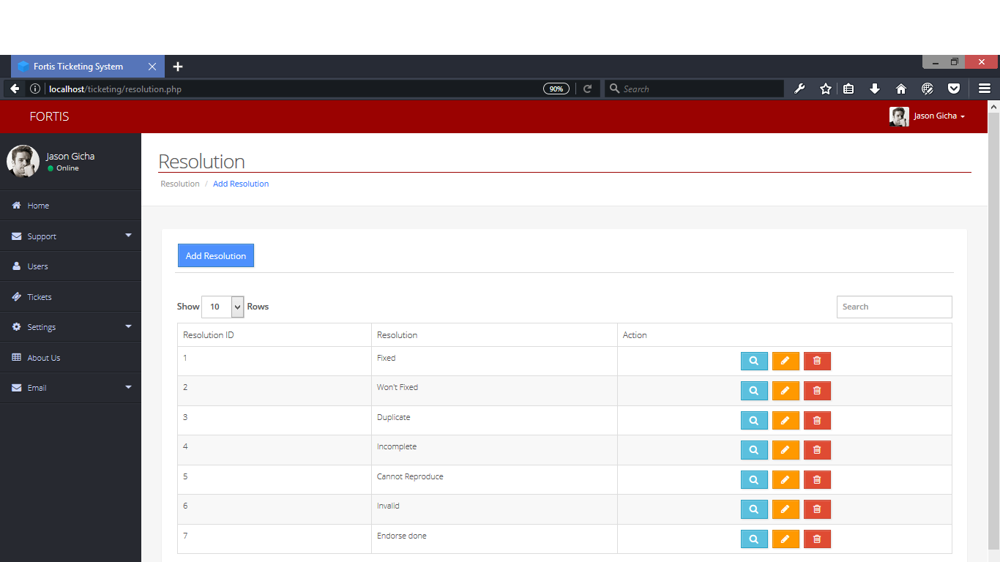 Fortis Ticketing System
localhost/ticketing/resolution.php 90% Search
FORTIS Jason Gicha
Jason Gicha
Online
Home
Support
Users
Tickets
Settings
About Us
Email
Resolution
Resolution / Add Resolution
Add Resolution
Show 10 Rows Search
Resolution ID Resolution Action
1 Fixed
2 Won't Fixed
3 Duplicate
4 Incomplete
5 Cannot Reproduce
6 Invalid
7 Endorse done